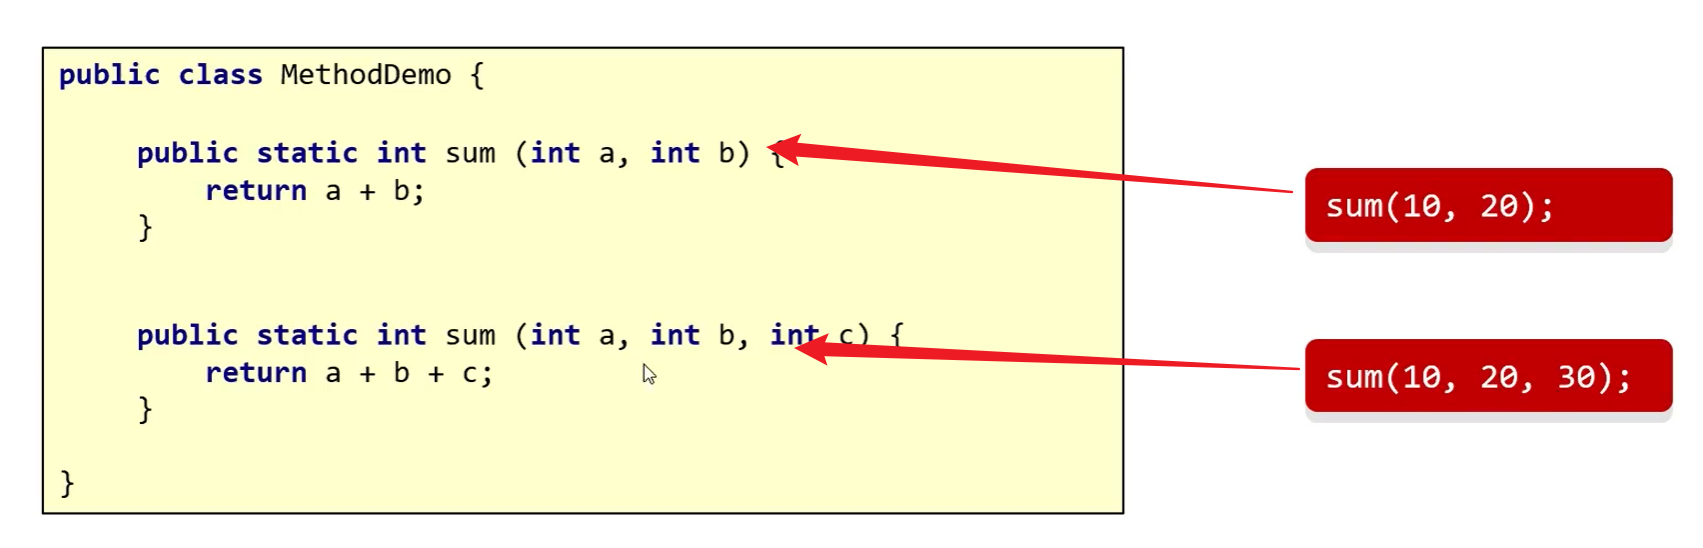 public class MethodDemo {
public static int sum (int a, int b) {
return a + b;
}
sum(10, 20);
public static int sum (int a, int b, int c) {
return a + b + c;
}
sum(10, 20, 30);
}